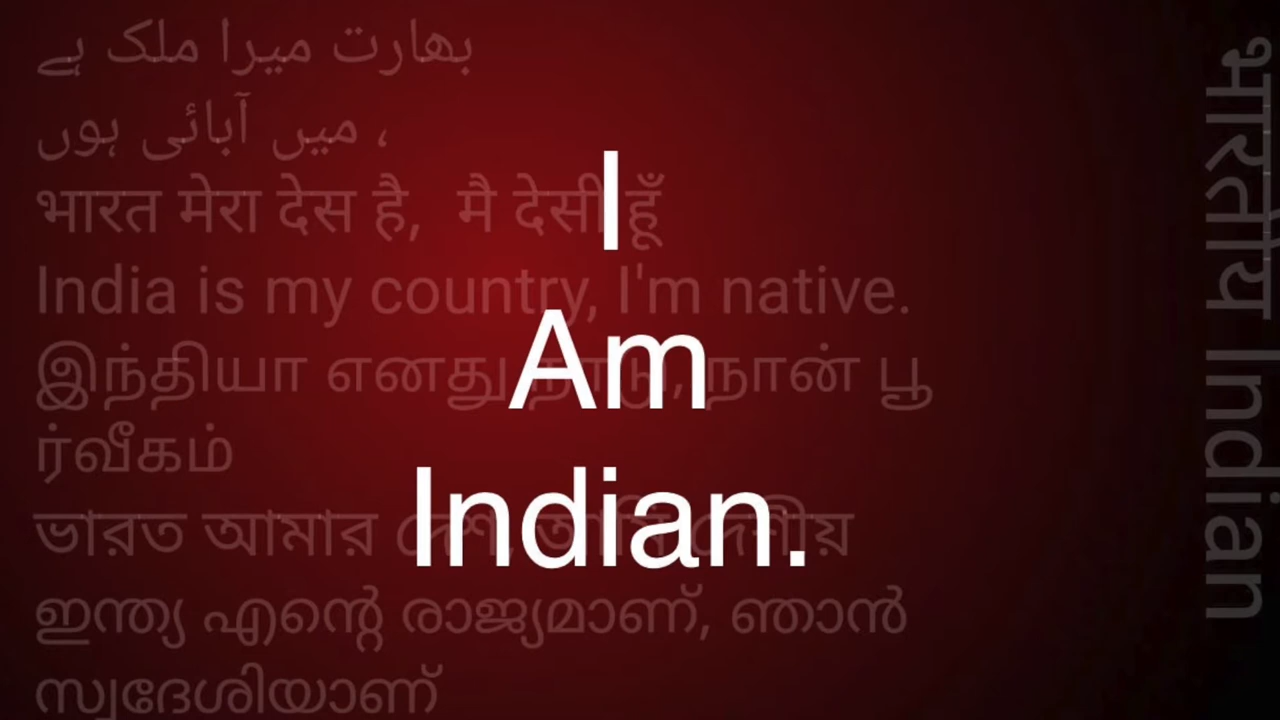 بھارت میرا ملک ہے
، میں آبائی ہوں
भारत मेरा देस है, मै देसी हूँ
India is my country, I'm native.
இந்தியா எனது நாடு, நான் பூ
ர்வீகம்
ভারত আমার দেশ, আমি দেশীয়
ഇന്ത്യ എന്റെ രാജ്യമാണ്, ഞാൻ
സ്വദേശിയാണ്
I
Am
Indian.
भारतीय Indian